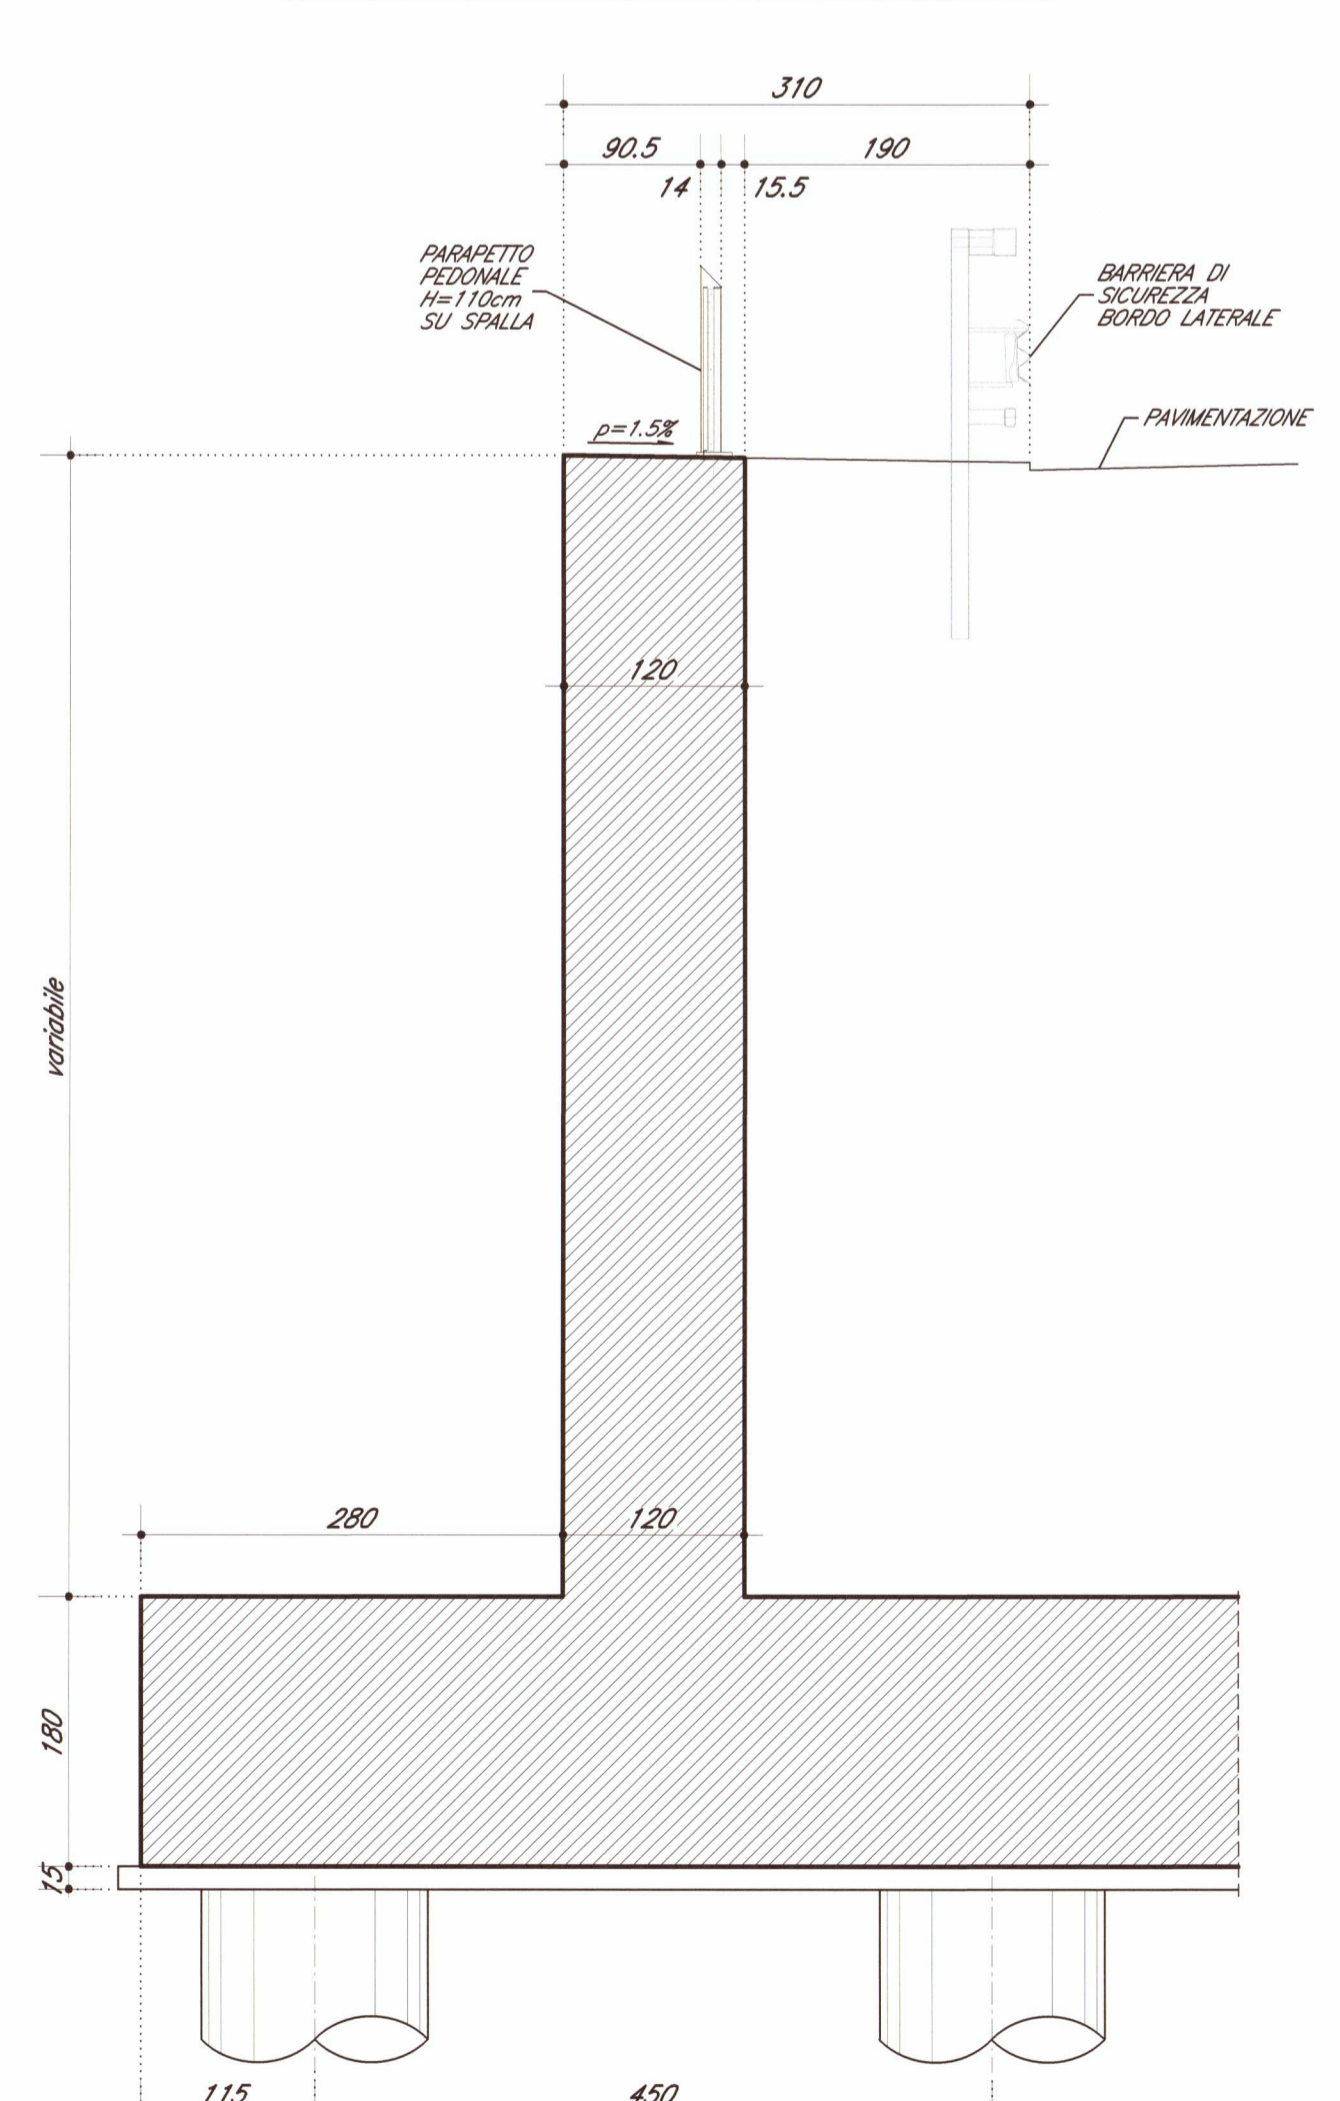 310
90.5
190
14
15.5
PARAPETTO
PEDONALE
H=110cm
SU SPALLA
BARRIERA DI
SICUREZZA
BORDO LATERALE
p=1.5%
PAVIMENTAZIONE
120
variabile
280
120
180
15
115
450